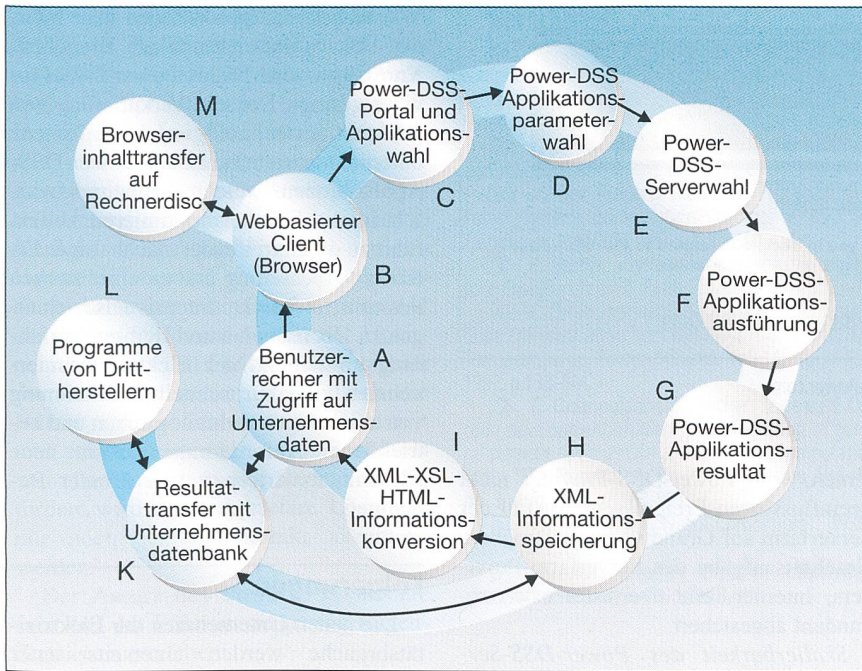 M
Browser-
inhalttransfer
auf
Rechnerdisc
Power-DSS-
Portal und
Applikations-
wahl
C
Power-DSS
Applikations-
parameter-
wahl
D
Power-
DSS-
Serverwahl
E
Webbasierter
Client
(Browser)
B
Power-DSS-
Applikations-
ausführung
F
L
Programme
von Dritt-
herstellern
A
Benutzer-
rechner mit
Zugriff auf
Unternehmens-
daten
G
Power-DSS-
Applikations-
resultat
H
XML-
Informations-
speicherung
I
XML-XSL-
HTML-
Informations-
konversion
Resultat-
transfer mit
Unternehmens-
datenbank
K